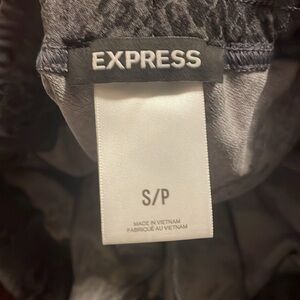 EXPRESS
S/P
MADE IN VIETNAM
FABRIQUÉ AU VIETNAM